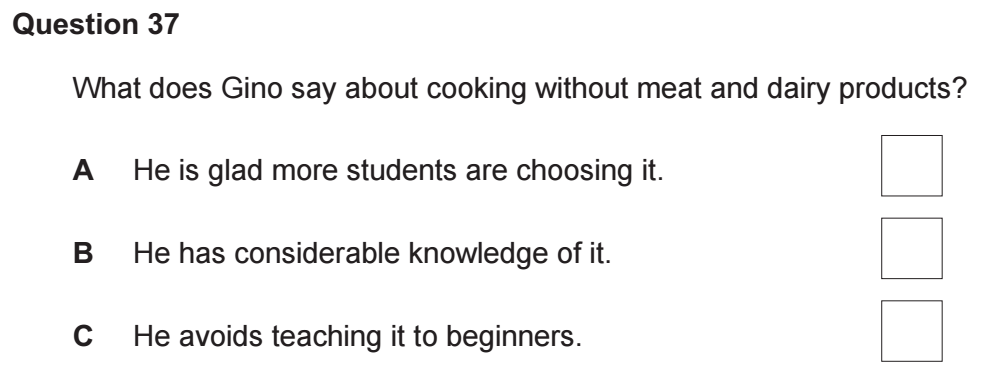 Question 37
What does Gino say about cooking without meat and dairy products?
A He is glad more students are choosing it.
B He has considerable knowledge of it.
C He avoids teaching it to beginners.